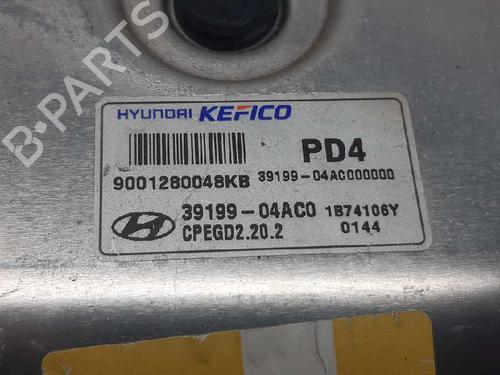 B-PARTS
HYUNDAI KEFICO
PD4
9001280048KB 39199-04AC000000
39199-04AC0 1B74106Y
CPEGD2.20.2 0144